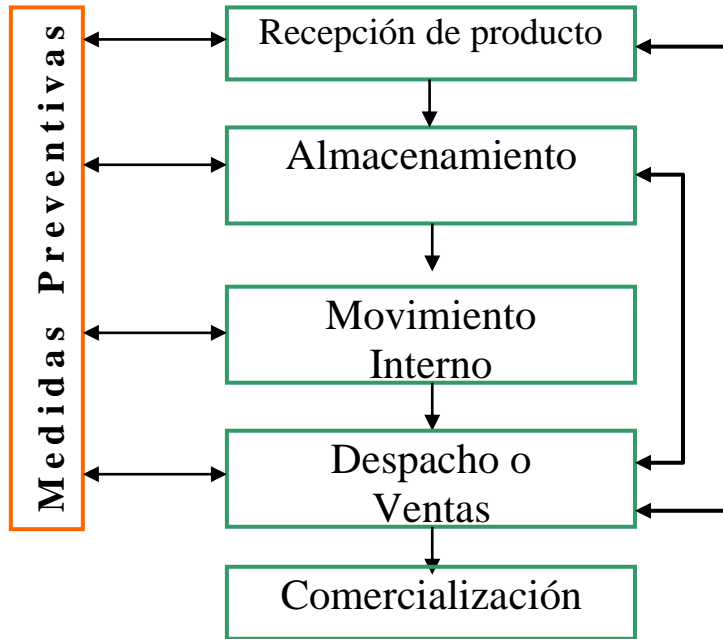 Medidas Preventivas
Recepción de producto
Almacenamiento
Movimiento
Interno
Despacho o
Ventas
Comercialización